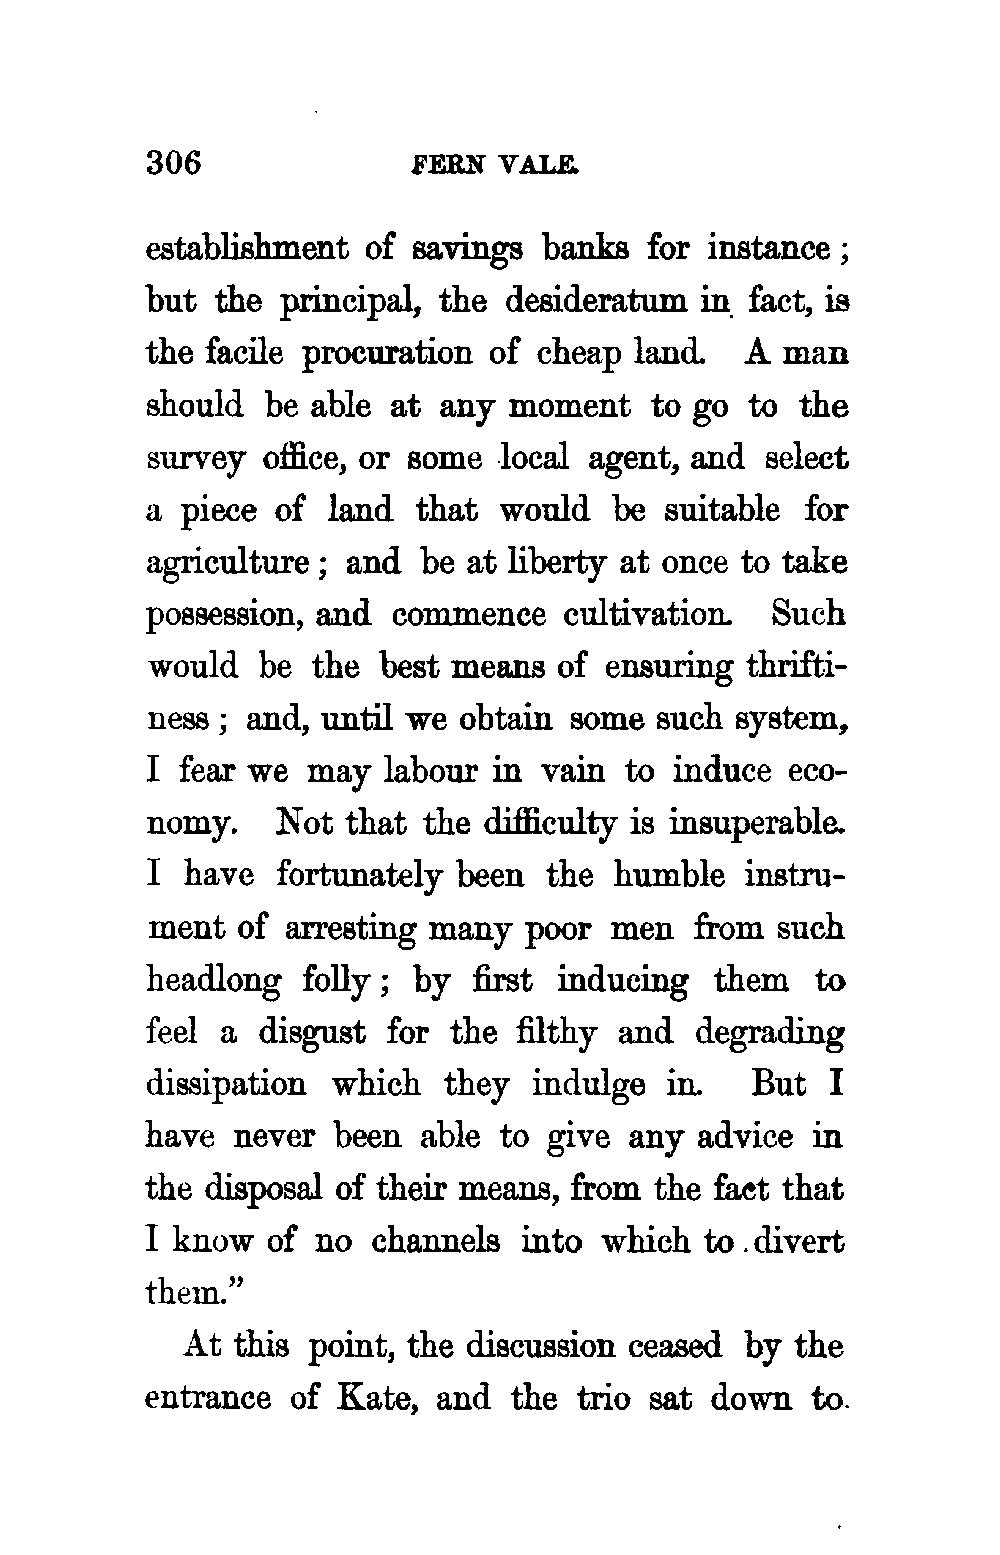 306 FERN VALE.
establishment of savings banks for instance ;
but the principal, the desideratum in fact, is
the facile procuration of cheap land. A man
should be able at any moment to go to the
survey office, or some local agent, and select
a piece of land that would be suitable for
agriculture ; and be at liberty at once to take
possession, and commence cultivation. Such
would be the best means of ensuring thrifti-
ness ; and, until we obtain some such system,
I fear we may labour in vain to induce eco-
nomy. Not that the difficulty is insuperable.
I have fortunately been the humble instru-
ment of arresting many poor men from such
headlong folly ; by first inducing them to
feel a disgust for the filthy and degrading
dissipation which they indulge in. But I
have never been able to give any advice in
the disposal of their means, from the fact that
I know of no channels into which to divert
them.”
At this point, the discussion ceased by the
entrance of Kate, and the trio sat down to